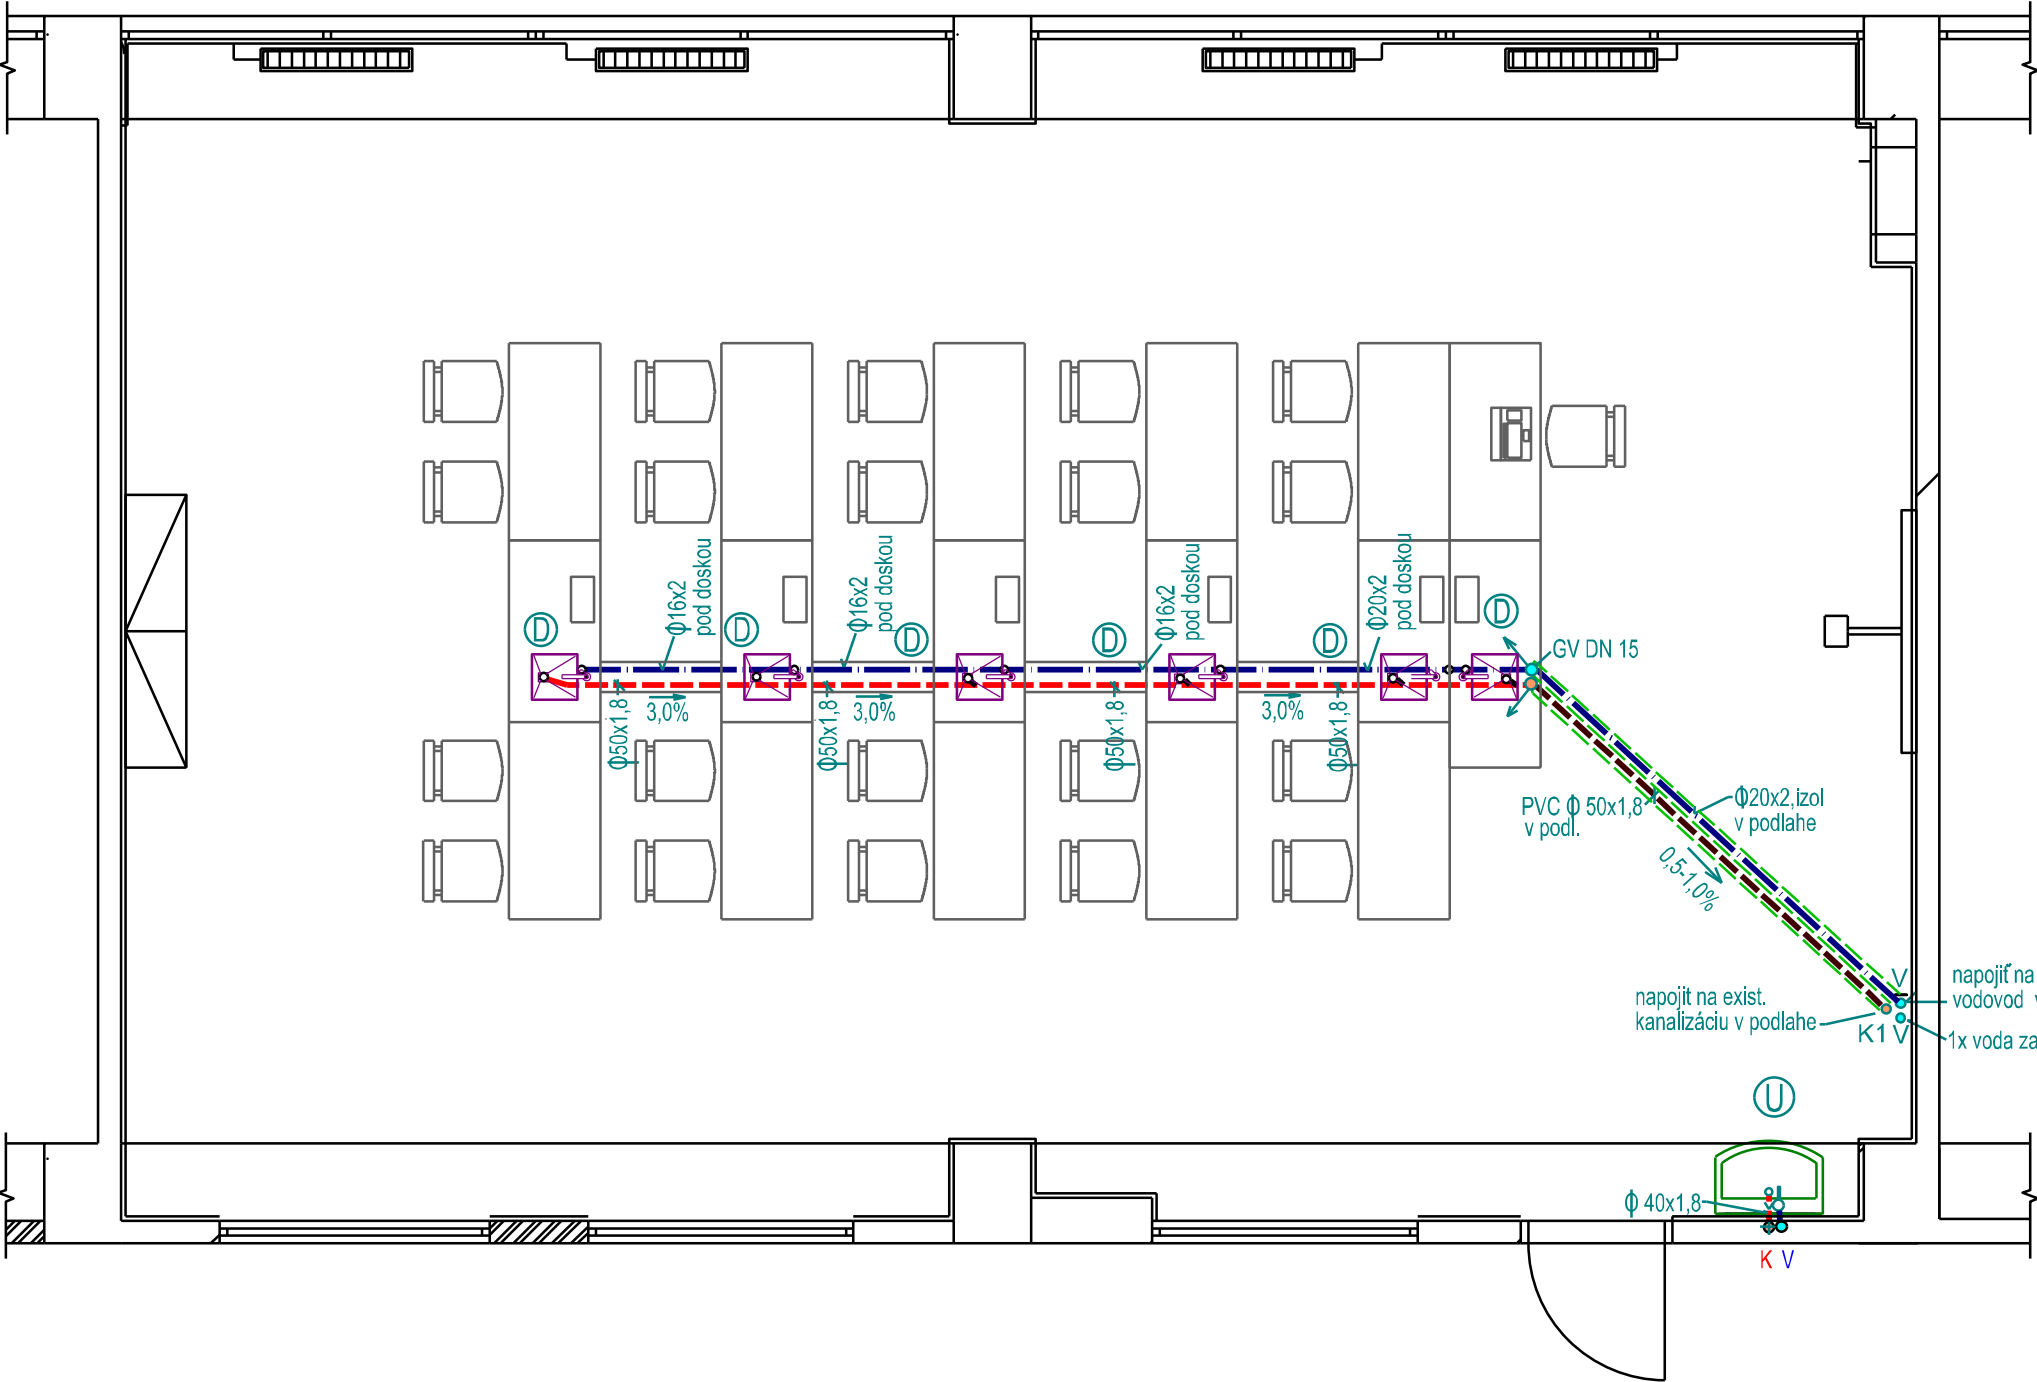 Φ16x2
pod doskou
Φ16x2
pod doskou
Φ16x2
pod doskou
Φ20x2
pod doskou
D
D
D
D
D
D
GV DN 15
Φ50x1,8
3,0%
Φ50x1,8
3,0%
Φ50x1,8
3,0%
Φ50x1,8
PVC Φ 50x1,8
v podl.
Φ20x2,izol
v podlahe
0,5-1,0%
V
napojiť na
vodovod v
napojit na exist.
kanalizáciu v podlahe
K1 V
1x voda za
U
Φ 40x1,8
K V